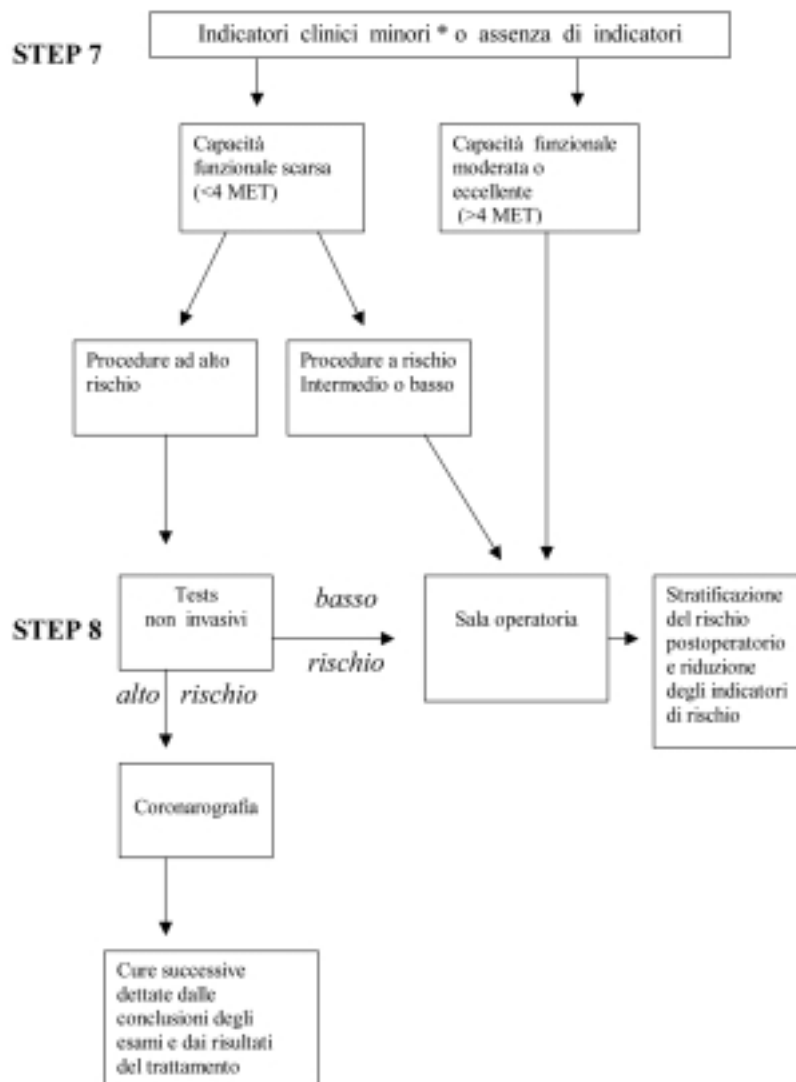 Indicatori clinici minori * o assenza di indicatori
STEP 7
Capacità
funzionale scarsa
(<4 MET)
Capacità funzionale
moderata o
eccellente
(>4 MET)
Procedure ad alto
rischio
Procedure a rischio
Intermedio o basso
STEP 8
Tests
non invasivi
basso
rischio
Sala operatoria
Stratificazione
del rischio
postoperatorio
e riduzione
degli indicatori
di rischio
alto rischio
Coronarografia
Cure successive
dettate dalle
conclusioni degli
esami e dai risultati
del trattamento